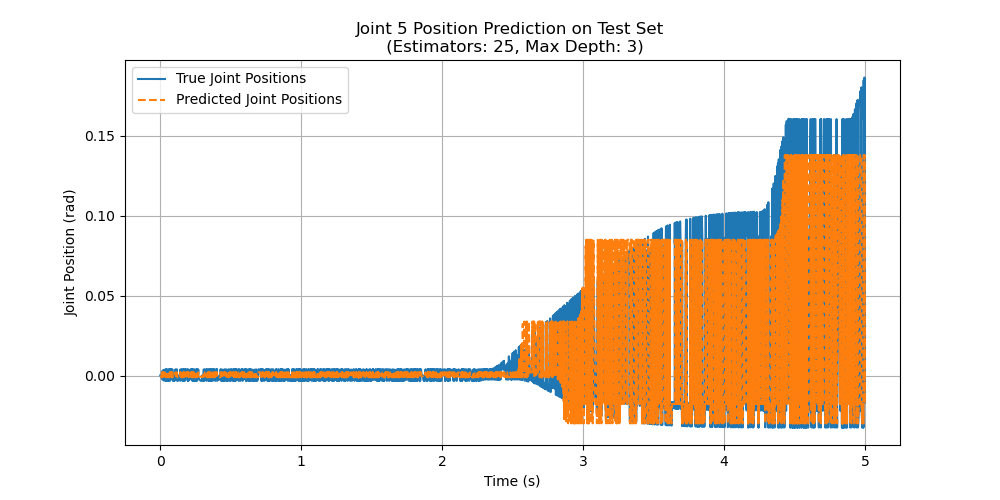 Joint 5 Position Prediction on Test Set
(Estimators: 25, Max Depth: 3)
True Joint Positions
Predicted Joint Positions
Joint Position (rad)
0.15
0.10
0.05
0.00
0 1 2 3 4 5
Time (s)